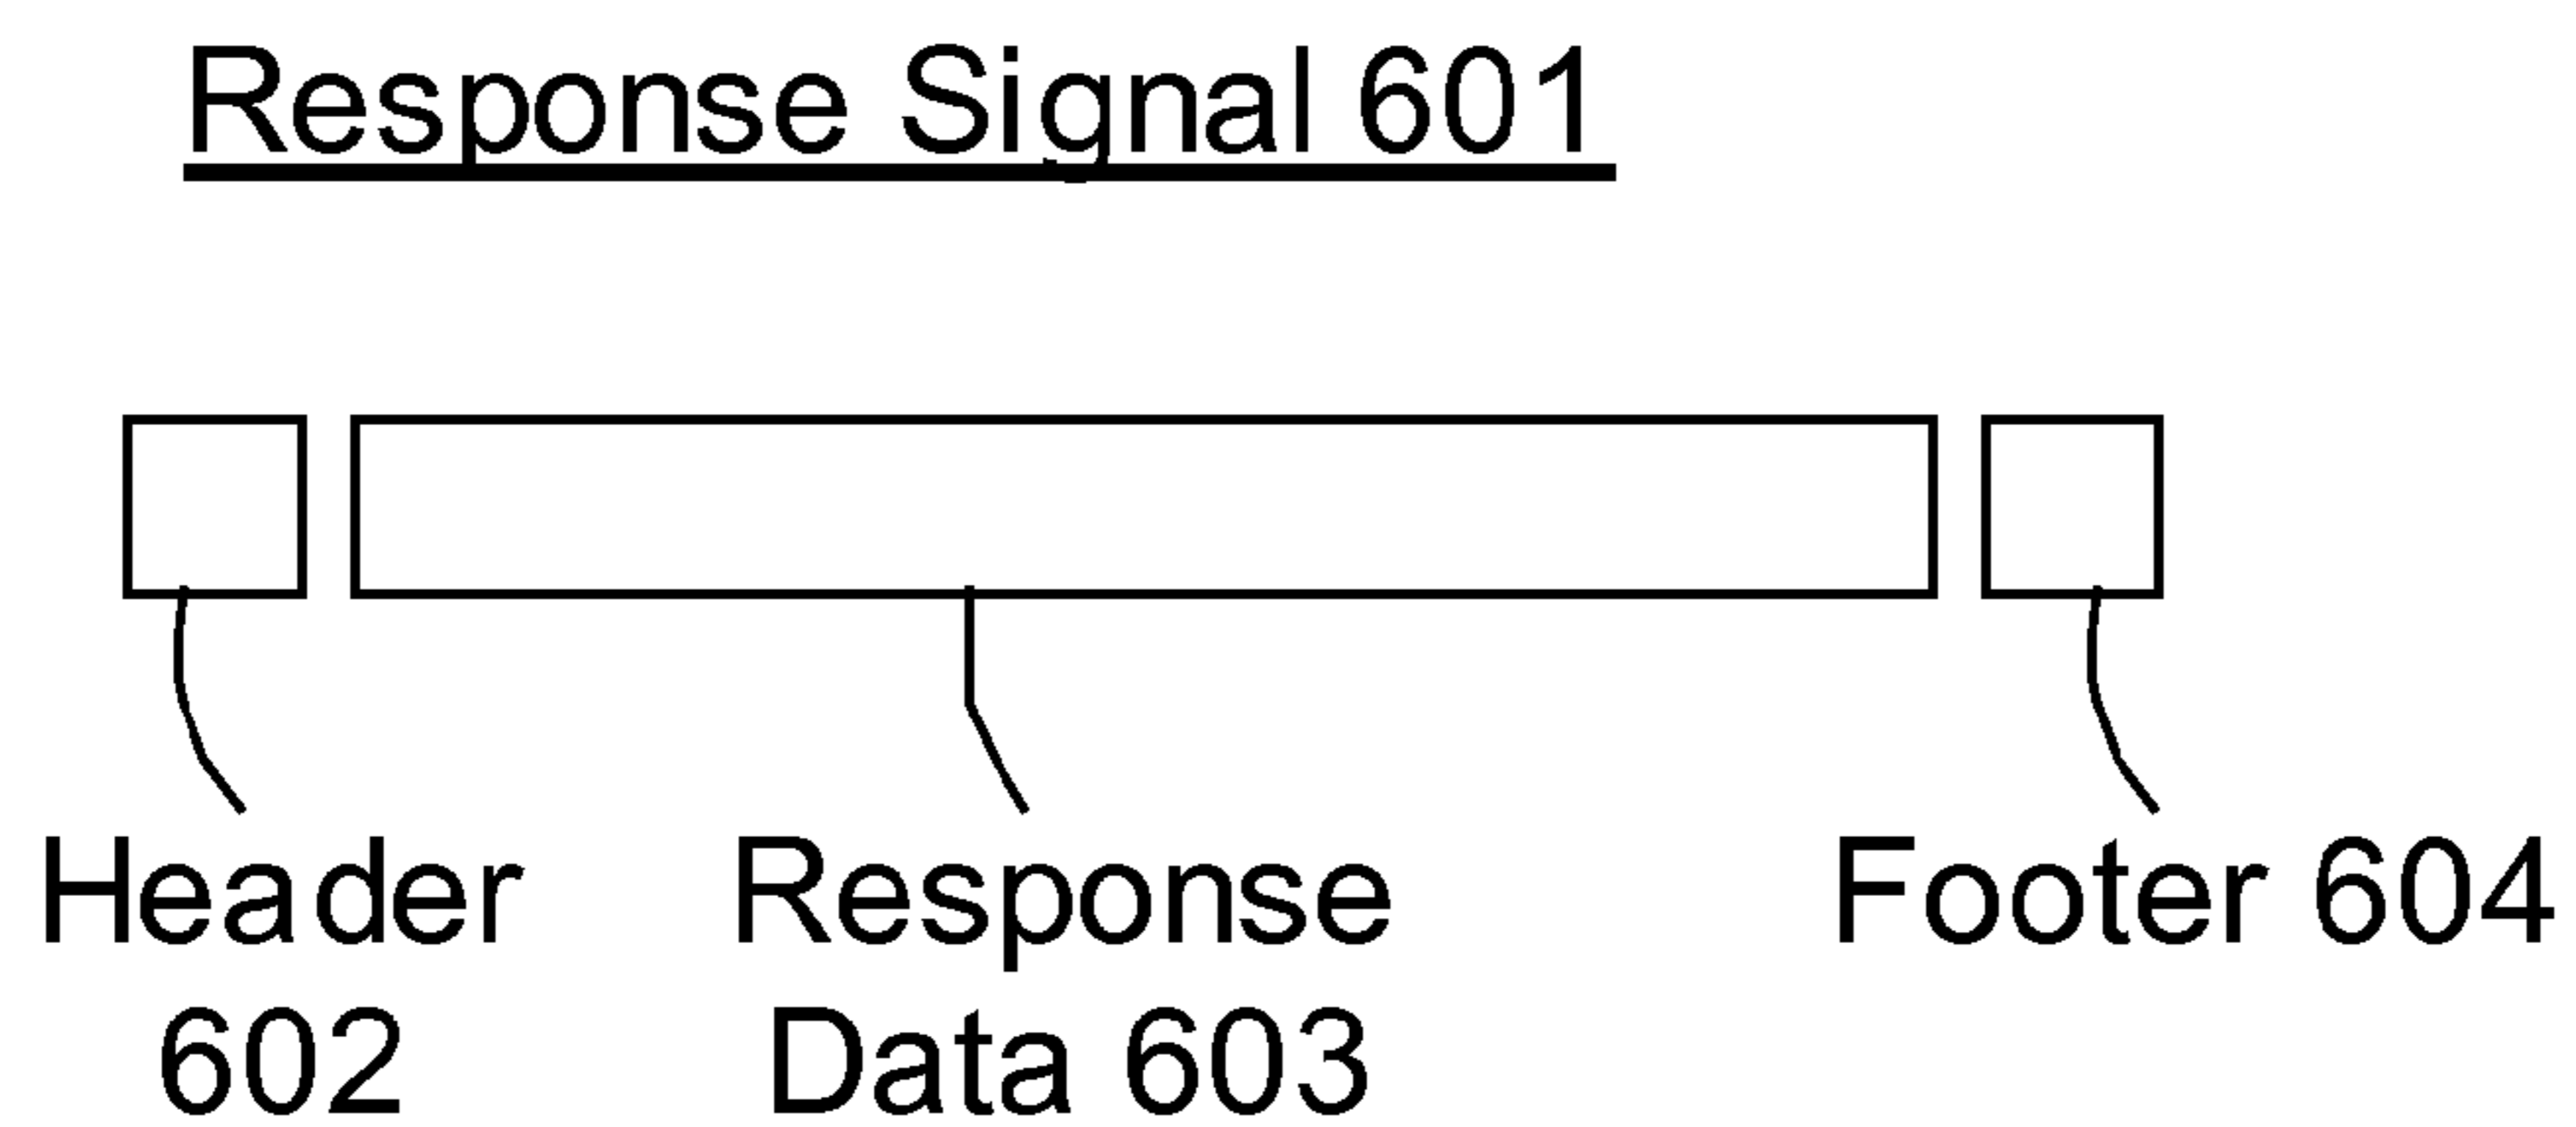 Response Signal 601
Header
602
Response
Data 603
Footer 604